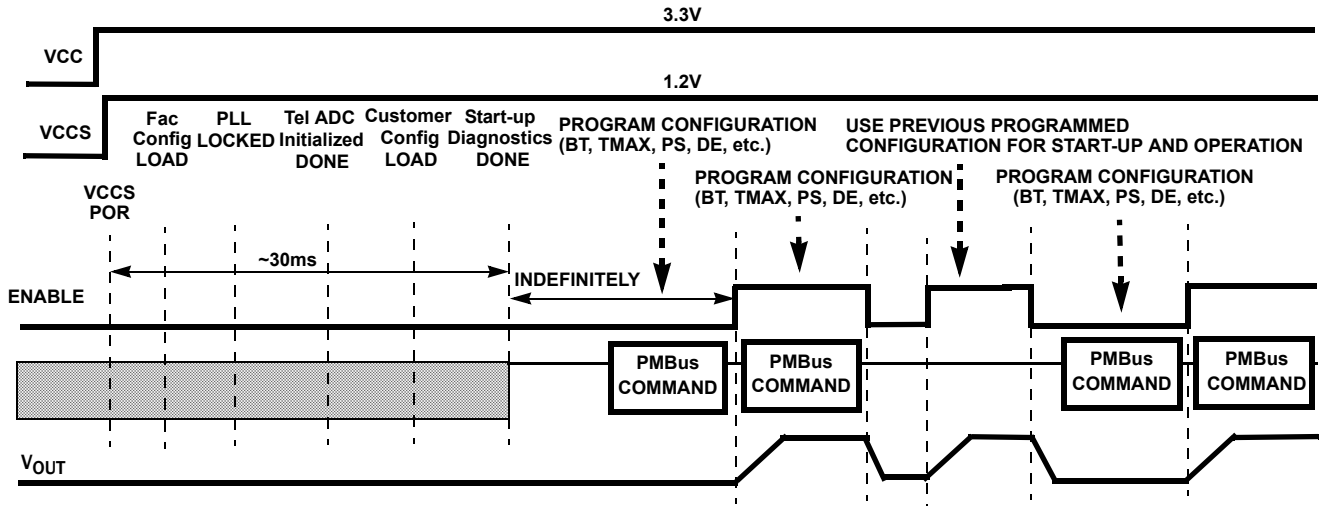 3.3V
VCC
1.2V
VCCS
Fac
Config
LOAD
PLL
LOCKED
Tel ADC
Initialized
DONE
Customer
Config
LOAD
Start-up
Diagnostics
DONE
PROGRAM CONFIGURATION
(BT, TMAX, PS, DE, etc.)
USE PREVIOUS PROGRAMMED
CONFIGURATION FOR START-UP AND OPERATION
PROGRAM CONFIGURATION
(BT, TMAX, PS, DE, etc.)
PROGRAM CONFIGURATION
(BT, TMAX, PS, DE, etc.)
VCCS
POR
~30ms
INDEFINITELY
ENABLE
PMBus
COMMAND
PMBus
COMMAND
PMBus
COMMAND
PMBus
COMMAND
VOUT